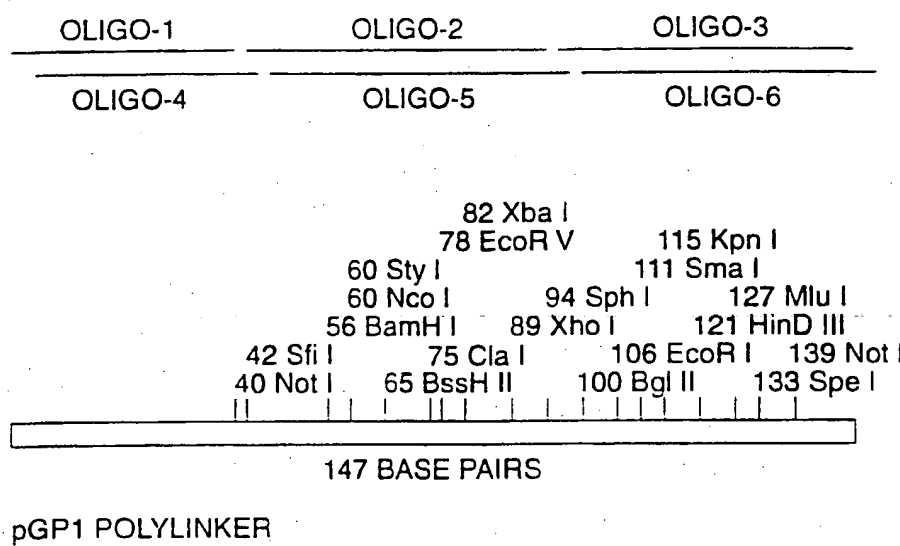 OLIGO-1 OLIGO-2 OLIGO-3
OLIGO-4 OLIGO-5 OLIGO-6
82 Xba I
78 EcoR V 115 Kpn I
60 Sty I 111 Sma I
60 Nco I 94 Sph I 127 Mlu I
56 BamH I 89 Xho I 121 HinD III
42 Sfi I 75 Cla I 106 EcoR I 139 Not I
40 Not I 65 BssH II 100 Bgl II 133 Spe I
147 BASE PAIRS
pGP1 POLYLINKER